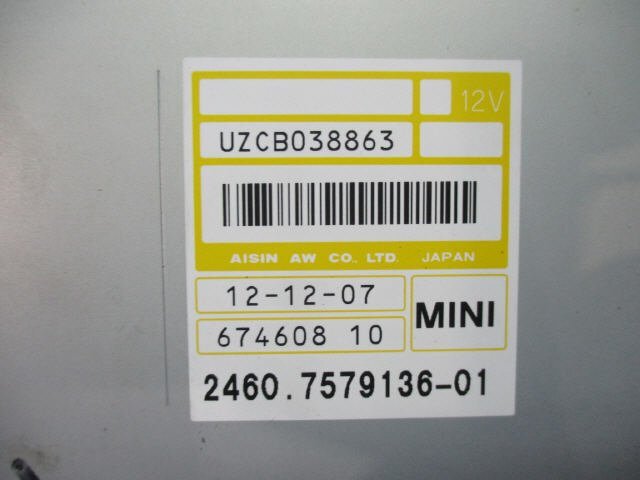 12V
UZCB038863
AISIN AW CO., LTD. JAPAN
12-12-07
MINI
674608 10
2460.7579136-01